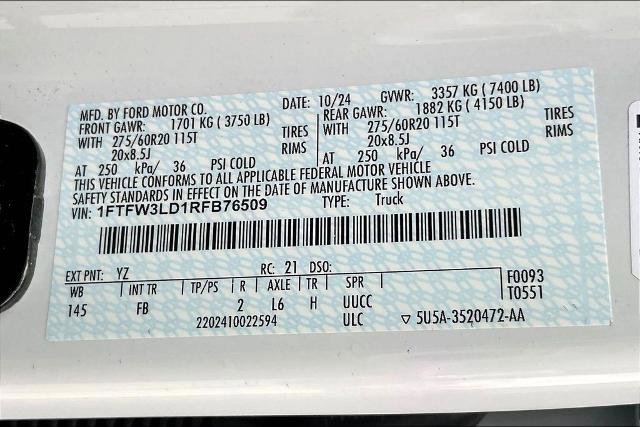 MFD. BY FORD MOTOR CO. DATE: 10/24 GVWR: 3357 KG (7400 LB)
FRONT GAWR: 1701 KG (3750 LB) REAR GAWR: 1882 KG (4150 LB)
WITH 275/60R20 115T TIRES WITH 275/60R20 115T TIRES
20x8.5J RIMS 20x8.5J RIMS
AT 250 kPa/ 36 PSI COLD AT 250 kPa/ 36 PSI COLD
THIS VEHICLE CONFORMS TO ALL APPLICABLE FEDERAL MOTOR VEHICLE
SAFETY STANDARDS IN EFFECT ON THE DATE OF MANUFACTURE SHOWN ABOVE.
VIN: 1FTFW3LD1RFB76509 TYPE: Truck
EXT PNT: YZ RC: 21 DSO: F0093
WB INT TR TP/PS R AXLE TR SPR T0551
145 FB 2 L6 H UUCC
2202410022594 ULC ▽ 5U5A-3520472-AA